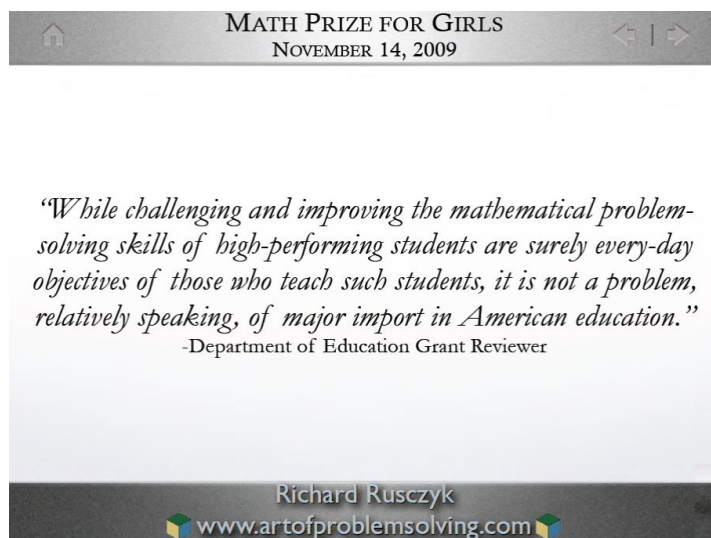 Math Prize for Girls
November 14, 2009
“While challenging and improving the mathematical problem-
solving skills of high-performing students are surely every-day
objectives of those who teach such students, it is not a problem,
relatively speaking, of major import in American education.”
-Department of Education Grant Reviewer
Richard Rusczyk
www.artofproblemsolving.com